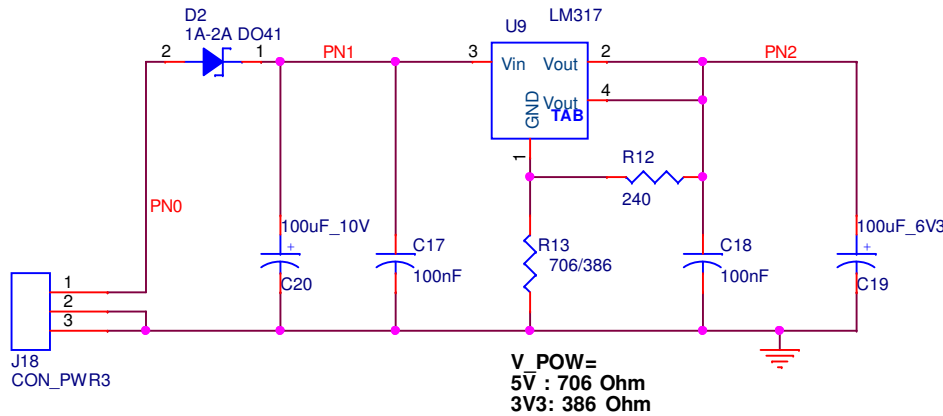 D2
1A-2A DO41
2
1
PN1
U9
LM317
3
Vin
Vout
2
PN2
Vout
4
TAB
GND
1
R12
240
PN0
100uF_10V
+
C20
C17
100nF
R13
706/386
C18
100nF
100uF_6V3
+
C19
1
2
3
J18
CON_PWR3
V_POW=
5V : 706 Ohm
3V3: 386 Ohm